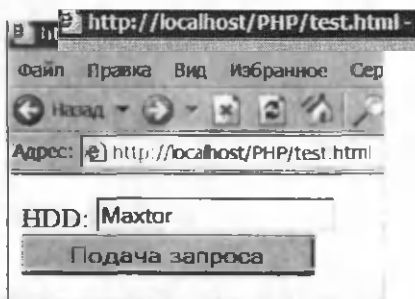 http://localhost/PHP/test.html -
Файл Правка Вид Избранное Сер
Назад
Адрес: http://localhost/PHP/test.html
HDD: Maxtor
Подача запроса